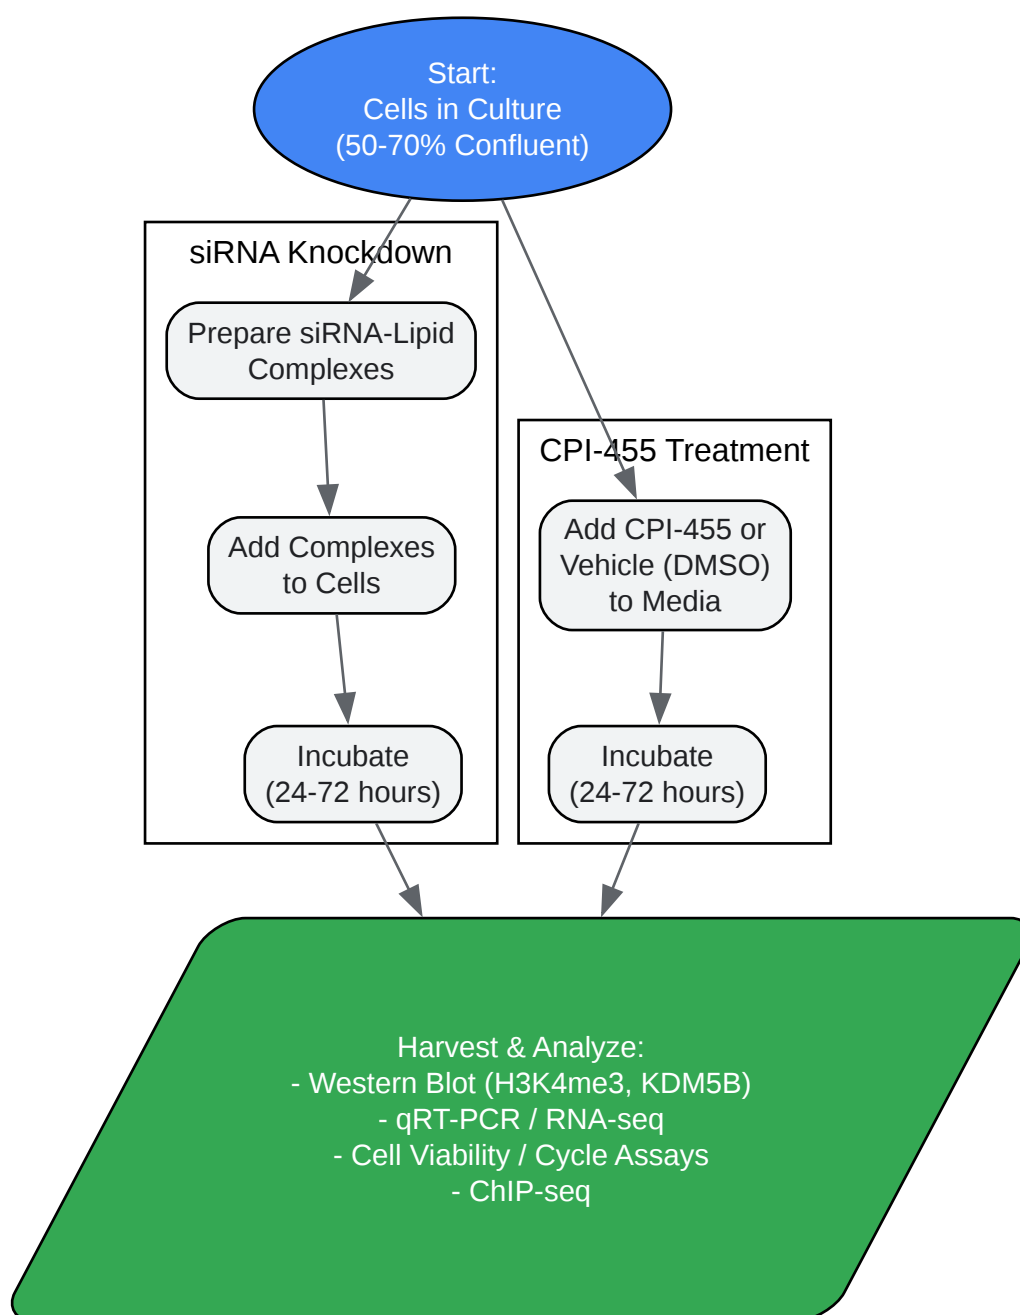 Start:
Cells in Culture
(50-70% Confluent)
siRNA Knockdown
Prepare siRNA-Lipid
Complexes
Add Complexes
to Cells
Incubate
(24-72 hours)
CPI-455 Treatment
Add CPI-455 or
Vehicle (DMSO)
to Media
Incubate
(24-72 hours)
Harvest & Analyze:
- Western Blot (H3K4me3, KDM5B)
- qRT-PCR / RNA-seq
- Cell Viability / Cycle Assays
- ChIP-seq